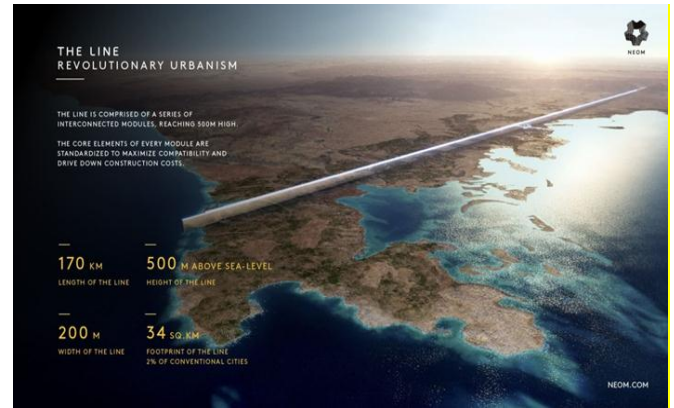 THE LINE
REVOLUTIONARY URBANISM
NEOM
THE LINE IS COMPRISED OF A SERIES OF
INTERCONNECTED MODULES, REACHING 500M HIGH.
THE CORE ELEMENTS OF EVERY MODULE ARE
STANDARDIZED TO MAXIMIZE COMPATIBILITY AND
DRIVE DOWN CONSTRUCTION COSTS.
170 KM
LENGTH OF THE LINE
500 M ABOVE SEA-LEVEL
HEIGHT OF THE LINE
200 M
WIDTH OF THE LINE
34 SQ.KM
FOOTPRINT OF THE LINE
2% OF CONVENTIONAL CITIES
NEOM.COM